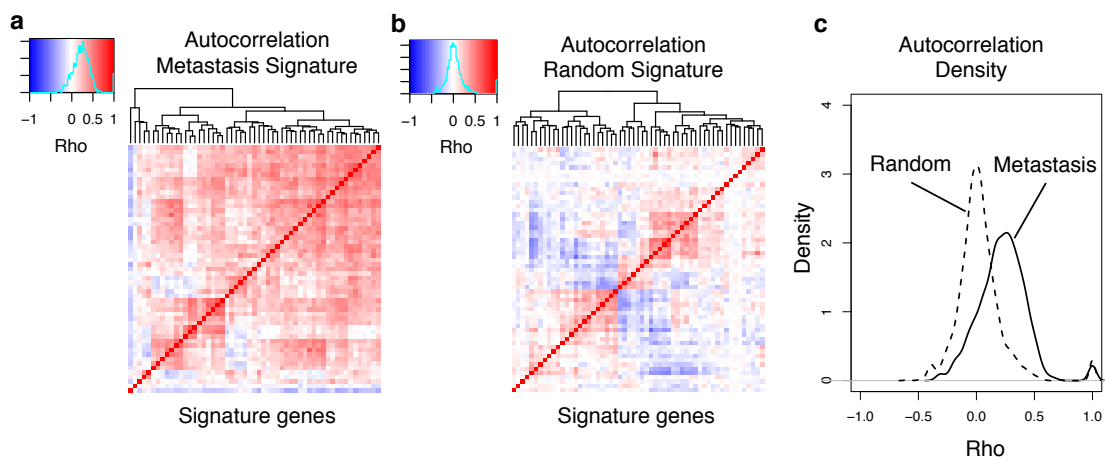 a
Autocorrelation
Metastasis Signature
−1 0 0.5 1
Rho
Signature genes
b
Autocorrelation
Random Signature
−1 0 0.5 1
Rho
Signature genes
c
Autocorrelation
Density
4
3
2
1
0
Density
Random
Metastasis
−1.0 −0.5 0.0 0.5 1.0
Rho